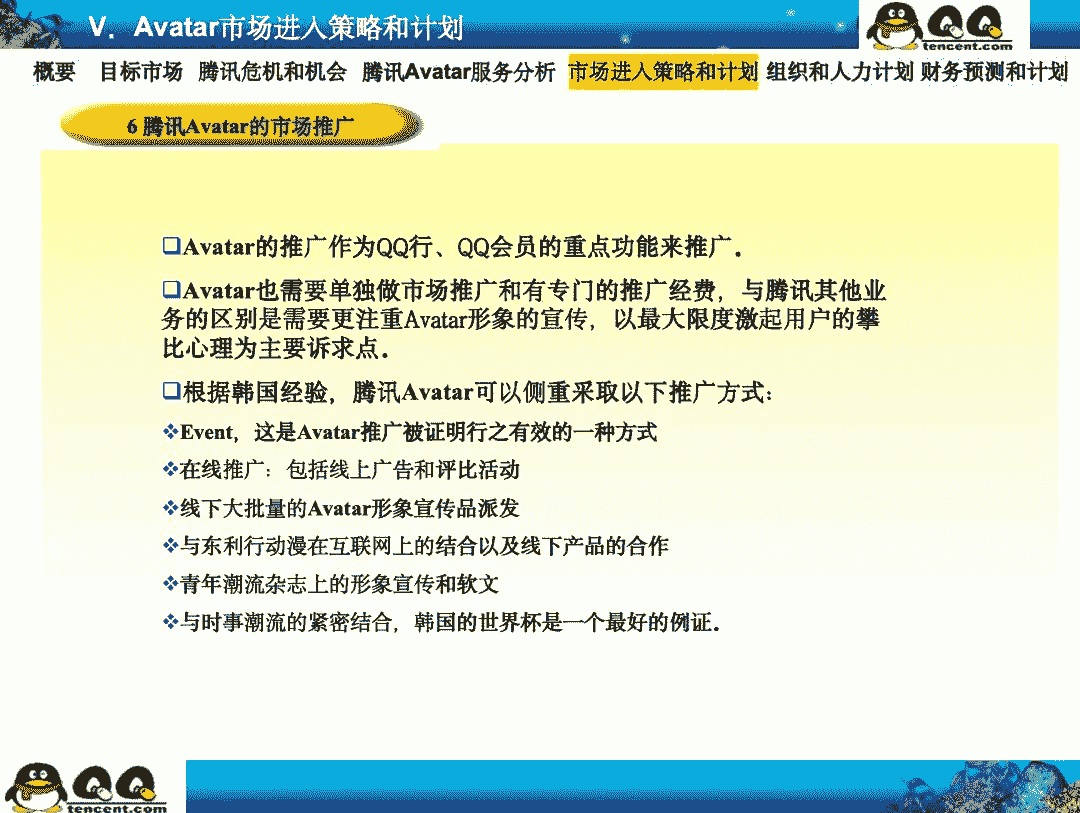 V．Avatar市场进入策略和计划
QQ
tencent.com
概要 目标市场 腾讯危机和机会 腾讯Avatar服务分析 市场进入策略和计划 组织和人力计划 财务预测和计划
6 腾讯Avatar的市场推广
❑Avatar的推广作为QQ行、QQ会员的重点功能来推广．
❑Avatar也需要单独做市场推广和有专门的推广经费，与腾讯其他业
务的区别是需要更注重Avatar形象的宣传，以最大限度激起用户的攀
比心理为主要诉求点．
❑根据韩国经验，腾讯Avatar可以侧重采取以下推广方式：
❖Event，这是Avatar推广被证明行之有效的一种方式
❖在线推广：包括线上广告和评比活动
❖线下大批量的Avatar形象宣传品派发
❖与东利行动漫在互联网上的结合以及线下产品的合作
❖青年潮流杂志上的形象宣传和软文
❖与时事潮流的紧密结合，韩国的世界杯是一个最好的例证．
QQ
tencent.com